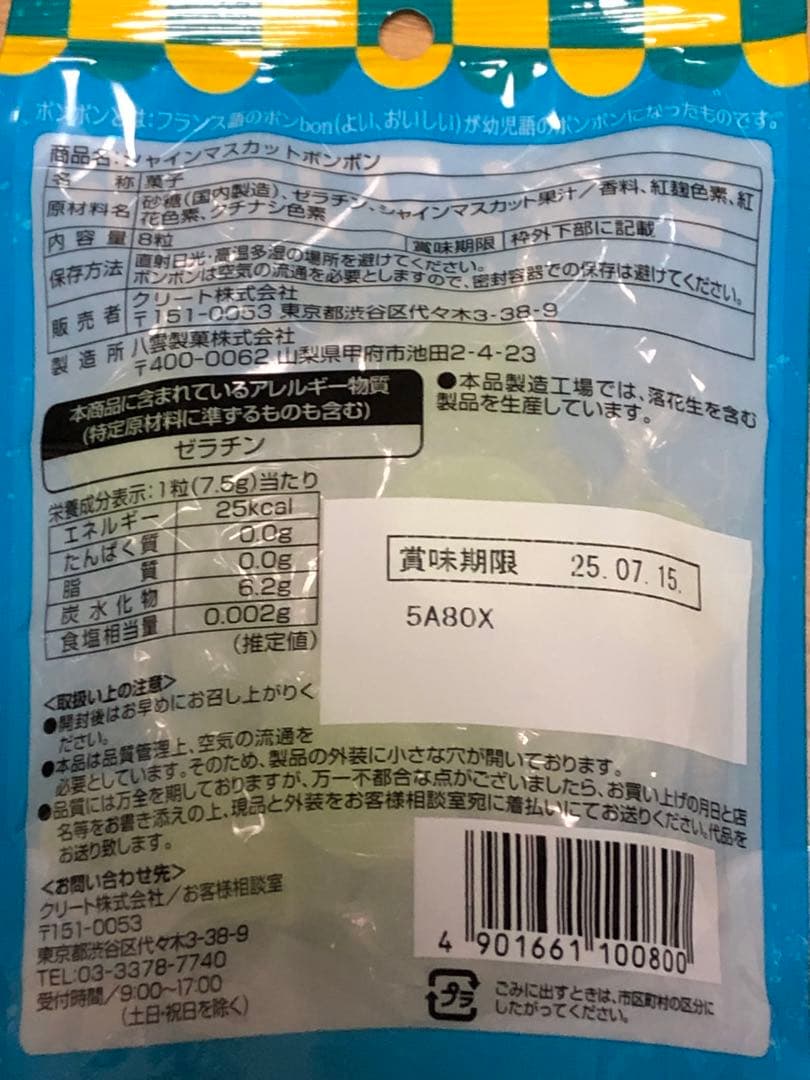 ボンボンとは:フランス語のボンbon(よい、おいしい)が幼児語のボンボンになったものです。
商品名:シャインマスカットボンボン
名称 菓子
原材料名 砂糖(国内製造)、ゼラチン、シャインマスカット果汁/香料、紅麹色素、紅
花色素、クチナシ色素
内容量 8粒 賞味期限 枠外下部に記載
保存方法 直射日光・高温多湿の場所を避けてください。
ボンボンは空気の流通を必要としますので、密封容器での保存は避けてください。
販売者 クリート株式会社
〒151-0053 東京都渋谷区代々木3-38-9
製造所 八雲製菓株式会社
〒400-0062 山梨県甲府市池田2-4-23
本商品に含まれているアレルギー物質
(特定原材料に準ずるものも含む)
ゼラチン
●本品製造工場では、落花生を含む
製品を生産しています。
栄養成分表示:1粒(7.5g)当たり
エネルギー 25kcal
たんぱく質 0.0g
脂質 0.0g
炭水化物 6.2g
食塩相当量 0.002g
(推定値)
賞味期限 25.07.15.
5A80X
<取扱い上の注意>
●開封後はお早めにお召し上がりく
ださい。
●本品は品質管理上、空気の流通を
必要としています。そのため、製品の外装に小さな穴が開いております。
●品質には万全を期しておりますが、万一不都合な点がございましたら、お買い上げの月日と店
名等をお書き添えの上、現品と外装をお客様相談室宛に着払いにてお送りください。代品を
お送り致します。
<お問い合わせ先>
クリート株式会社/お客様相談室
〒151-0053
東京都渋谷区代々木3-38-9
TEL:03-3378-7740
受付時間/9:00~17:00
(土日・祝日を除く)
4 901661 100800
プラ
ごみに出すときは、市区町村の区分に
したがってください。